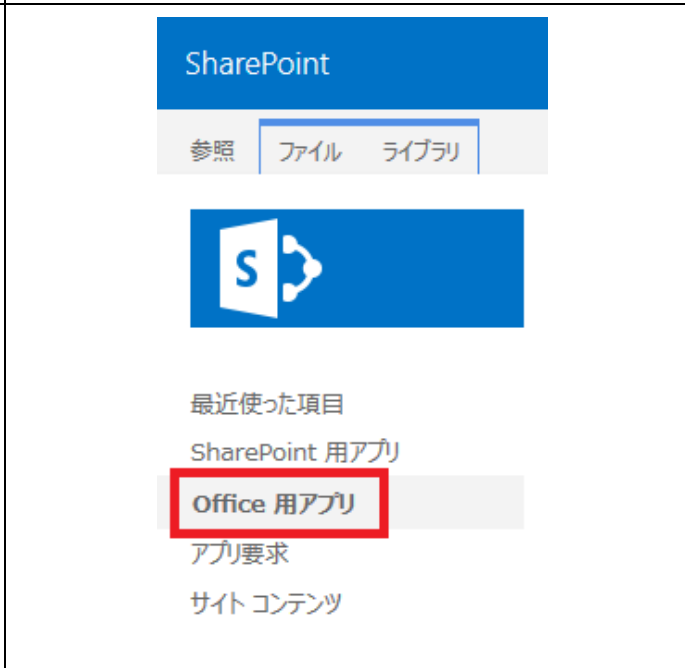 SharePoint
参照 ファイル ライブラリ
S
最近使った項目
SharePoint 用アプリ
Office 用アプリ
アプリ要求
サイト コンテンツ